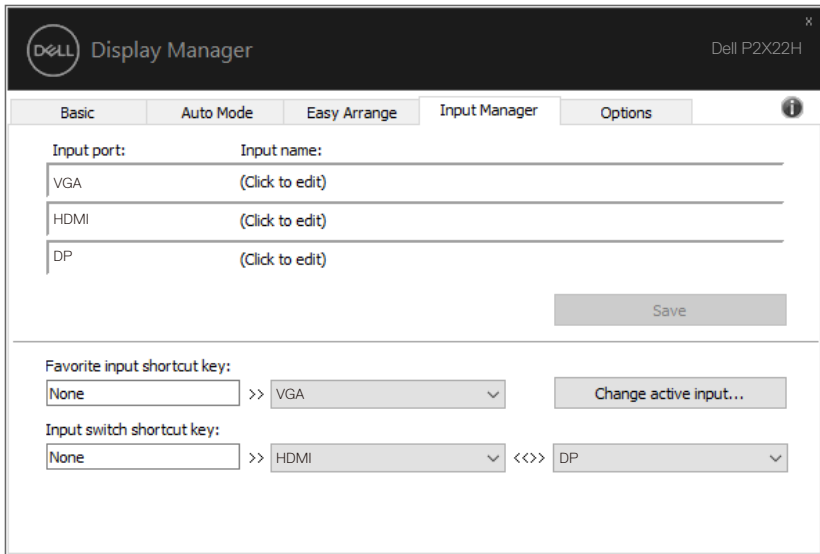 x
DELL Display Manager Dell P2X22H
Basic Auto Mode Easy Arrange Input Manager Options i
Input port: Input name:
VGA (Click to edit)
HDMI (Click to edit)
DP (Click to edit)
Save
Favorite input shortcut key:
None >> VGA Change active input...
Input switch shortcut key:
None >> HDMI <<>> DP